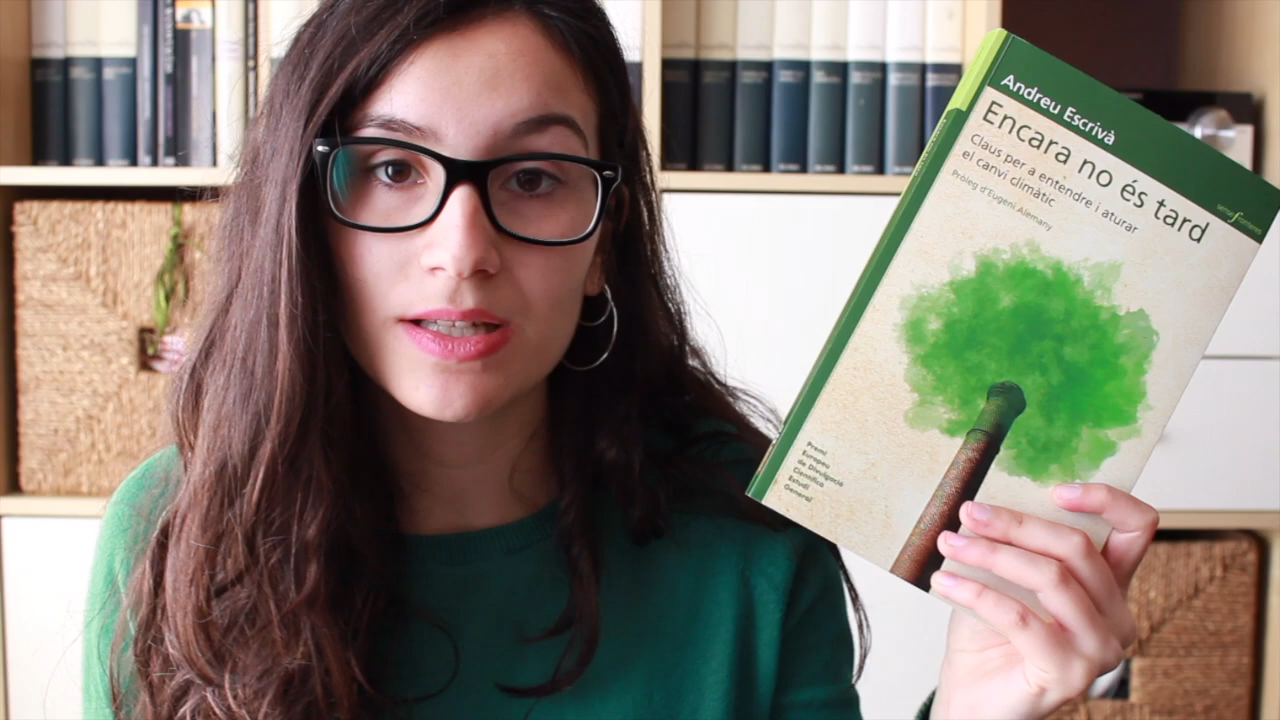 Andreu Escrivà
Encara no és tard
Claus per a entendre i aturar
el canvi climàtic
Pròleg d'Eugeni Alemany
Premi
Europeu
de Divulgació
Científica
Estudi
General